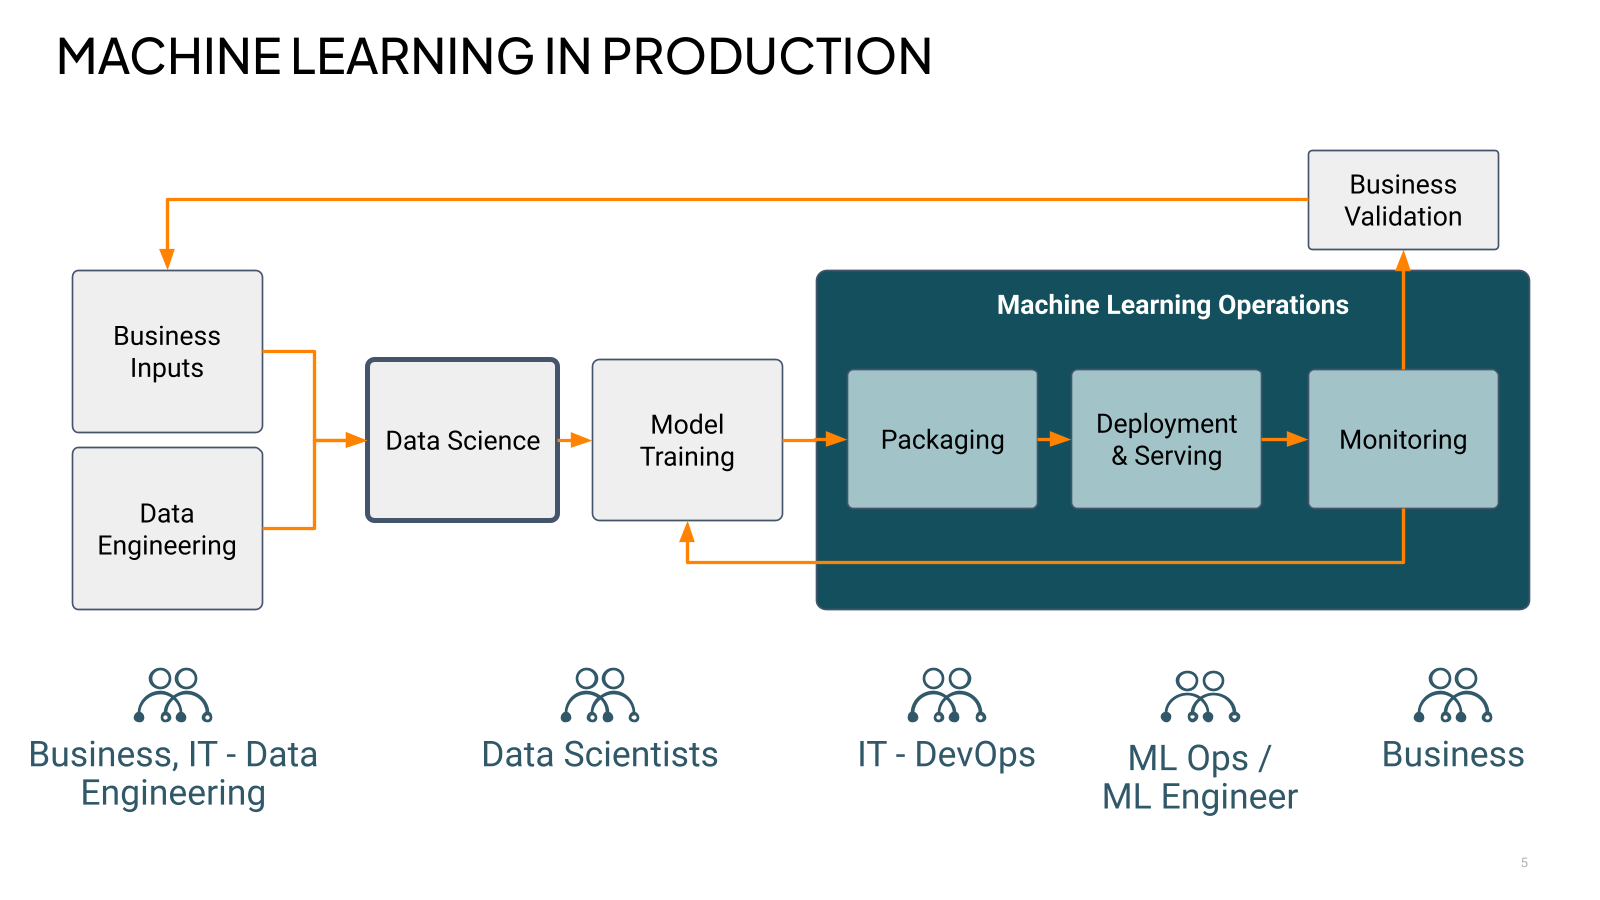 MACHINE LEARNING IN PRODUCTION
Business
Validation
Business
Inputs
Data
Engineering
Data Science
Model
Training
Machine Learning Operations
Packaging
Deployment
& Serving
Monitoring
Business, IT - Data
Engineering
Data Scientists
IT - DevOps
ML Ops /
ML Engineer
Business
5